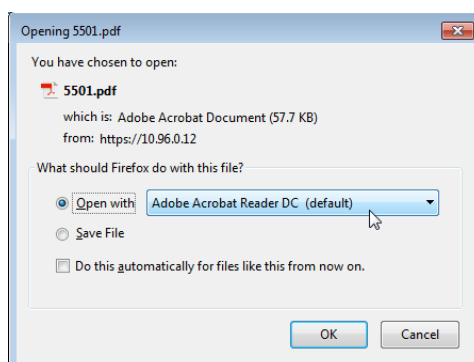 Opening 5501.pdf
You have chosen to open:
5501.pdf
which is: Adobe Acrobat Document (57.7 KB)
from: https://10.96.0.12
What should Firefox do with this file?
Open with Adobe Acrobat Reader DC (default)
Save File
Do this automatically for files like this from now on.
OK Cancel